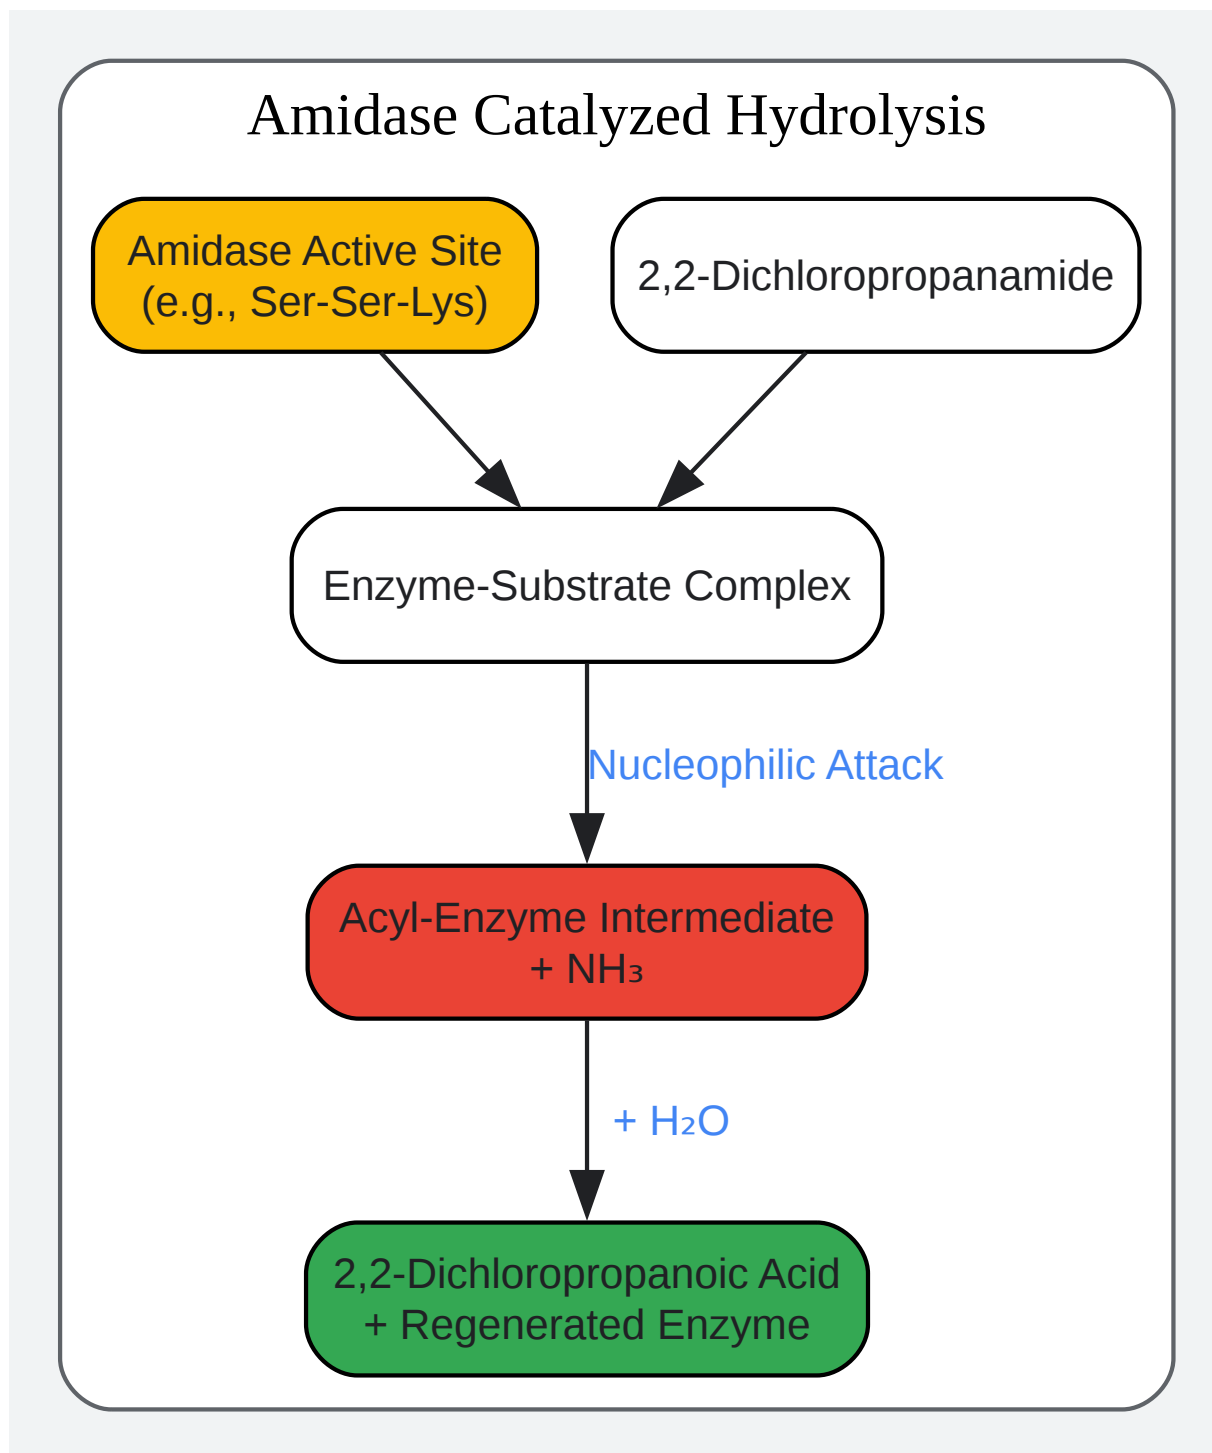 Amidase Catalyzed Hydrolysis
Amidase Active Site
(e.g., Ser-Ser-Lys)
2,2-Dichloropropanamide
Enzyme-Substrate Complex
Nucleophilic Attack
Acyl-Enzyme Intermediate
+ NH₃
+ H₂O
2,2-Dichloropropanoic Acid
+ Regenerated Enzyme